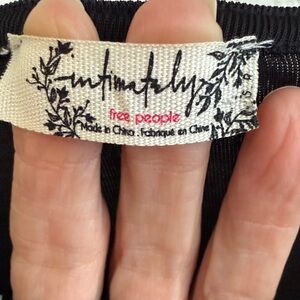 intimately
free people
Made in China . Fabriqué en Chine